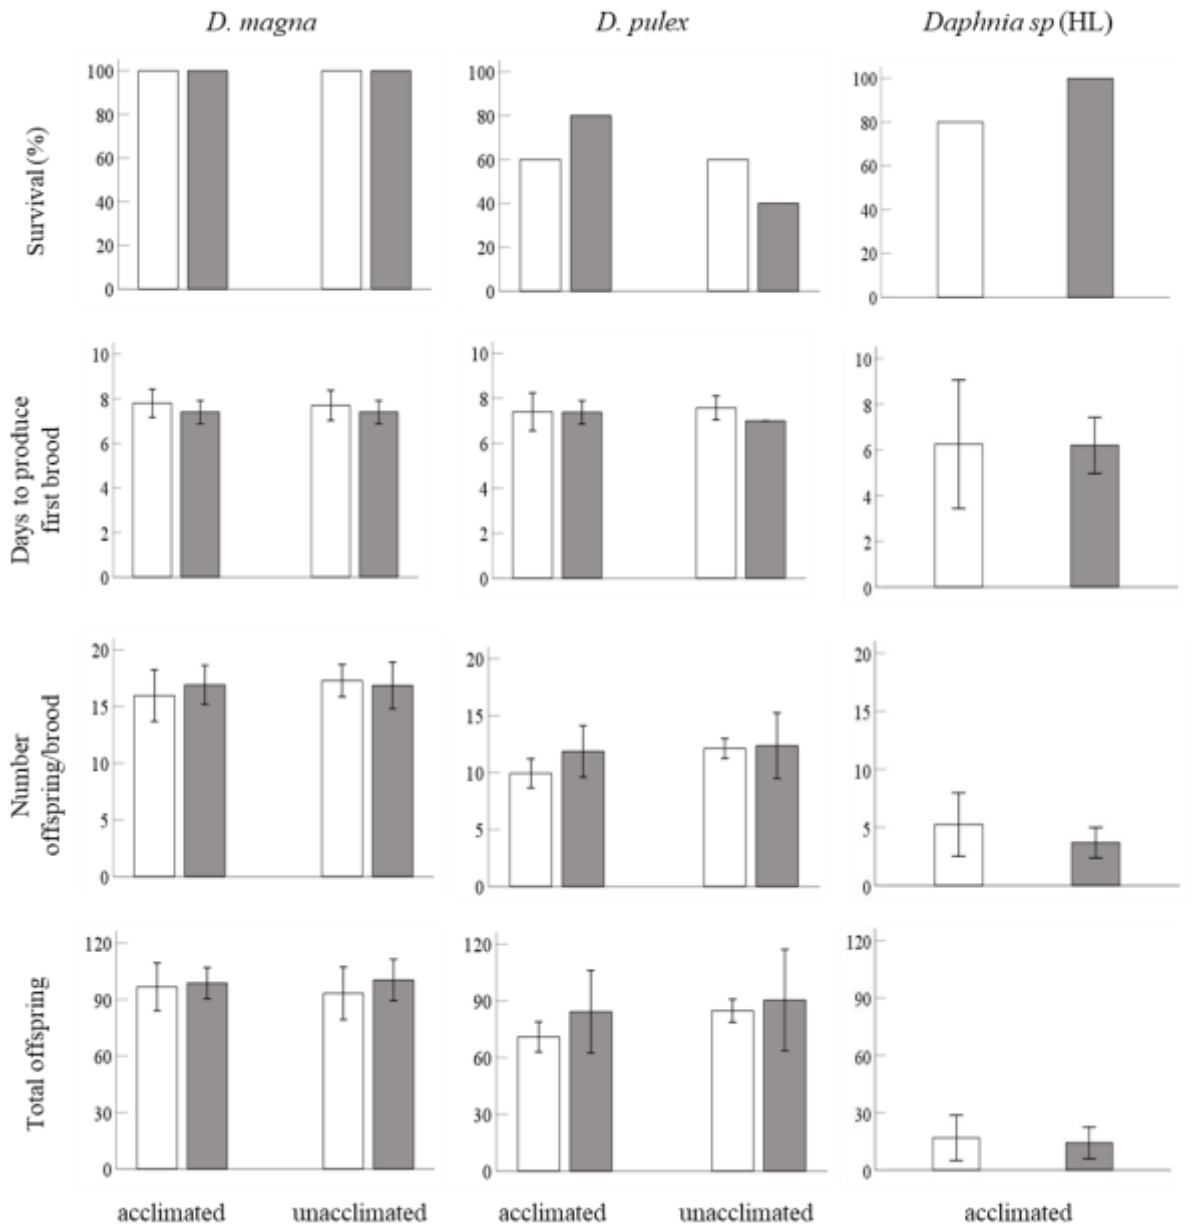 D. magna D. pulex Daphnia sp (HL)
Survival (%)
100 80 60 40 20 0
100 80 60 40 20 0
100 80 60 40 20 0
Days to produce
first brood
10 8 6 4 2 0
10 8 6 4 2 0
10 8 6 4 2 0
Number
offspring/brood
20 15 10 5 0
20 15 10 5 0
20 15 10 5 0
Total offspring
120 90 60 30 0
120 90 60 30 0
120 90 60 30 0
acclimated unacclimated acclimated unacclimated acclimated